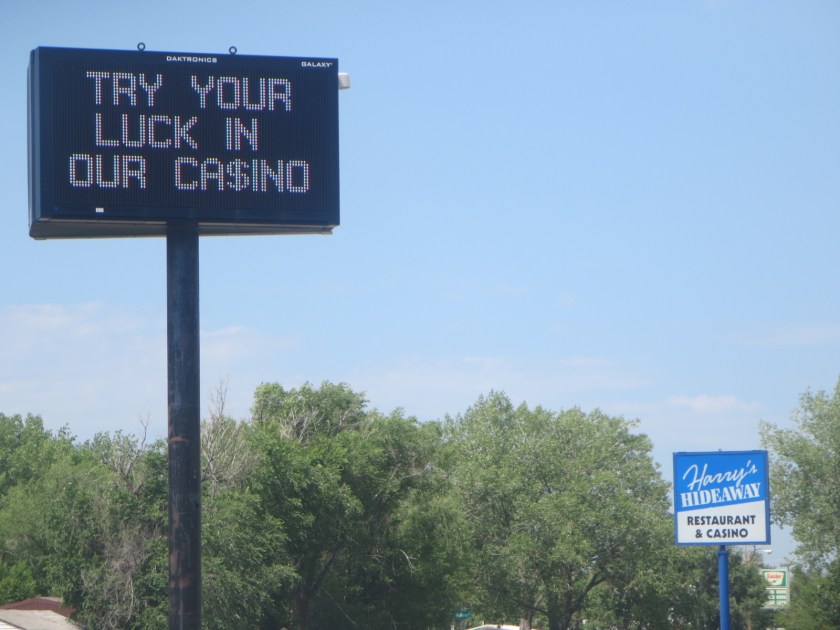 DAKTRONICS
GALAXY
TRY YOUR
LUCK IN
OUR CA$INO
Harry's
HIDEAWAY
RESTAURANT
& CASINO